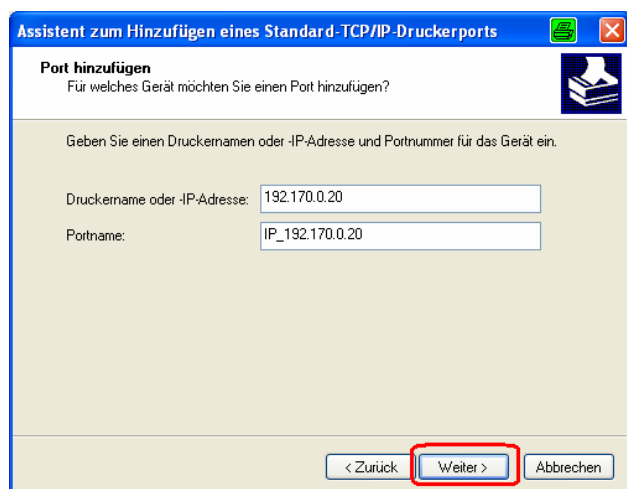 Assistent zum Hinzufügen eines Standard-TCP/IP-Druckerports
Port hinzufügen
Für welches Gerät möchten Sie einen Port hinzufügen?
Geben Sie einen Druckernamen oder -IP-Adresse und Portnummer für das Gerät ein.
Druckername oder -IP-Adresse: 192.170.0.20
Portname: IP_192.170.0.20
< Zurück Weiter > Abbrechen